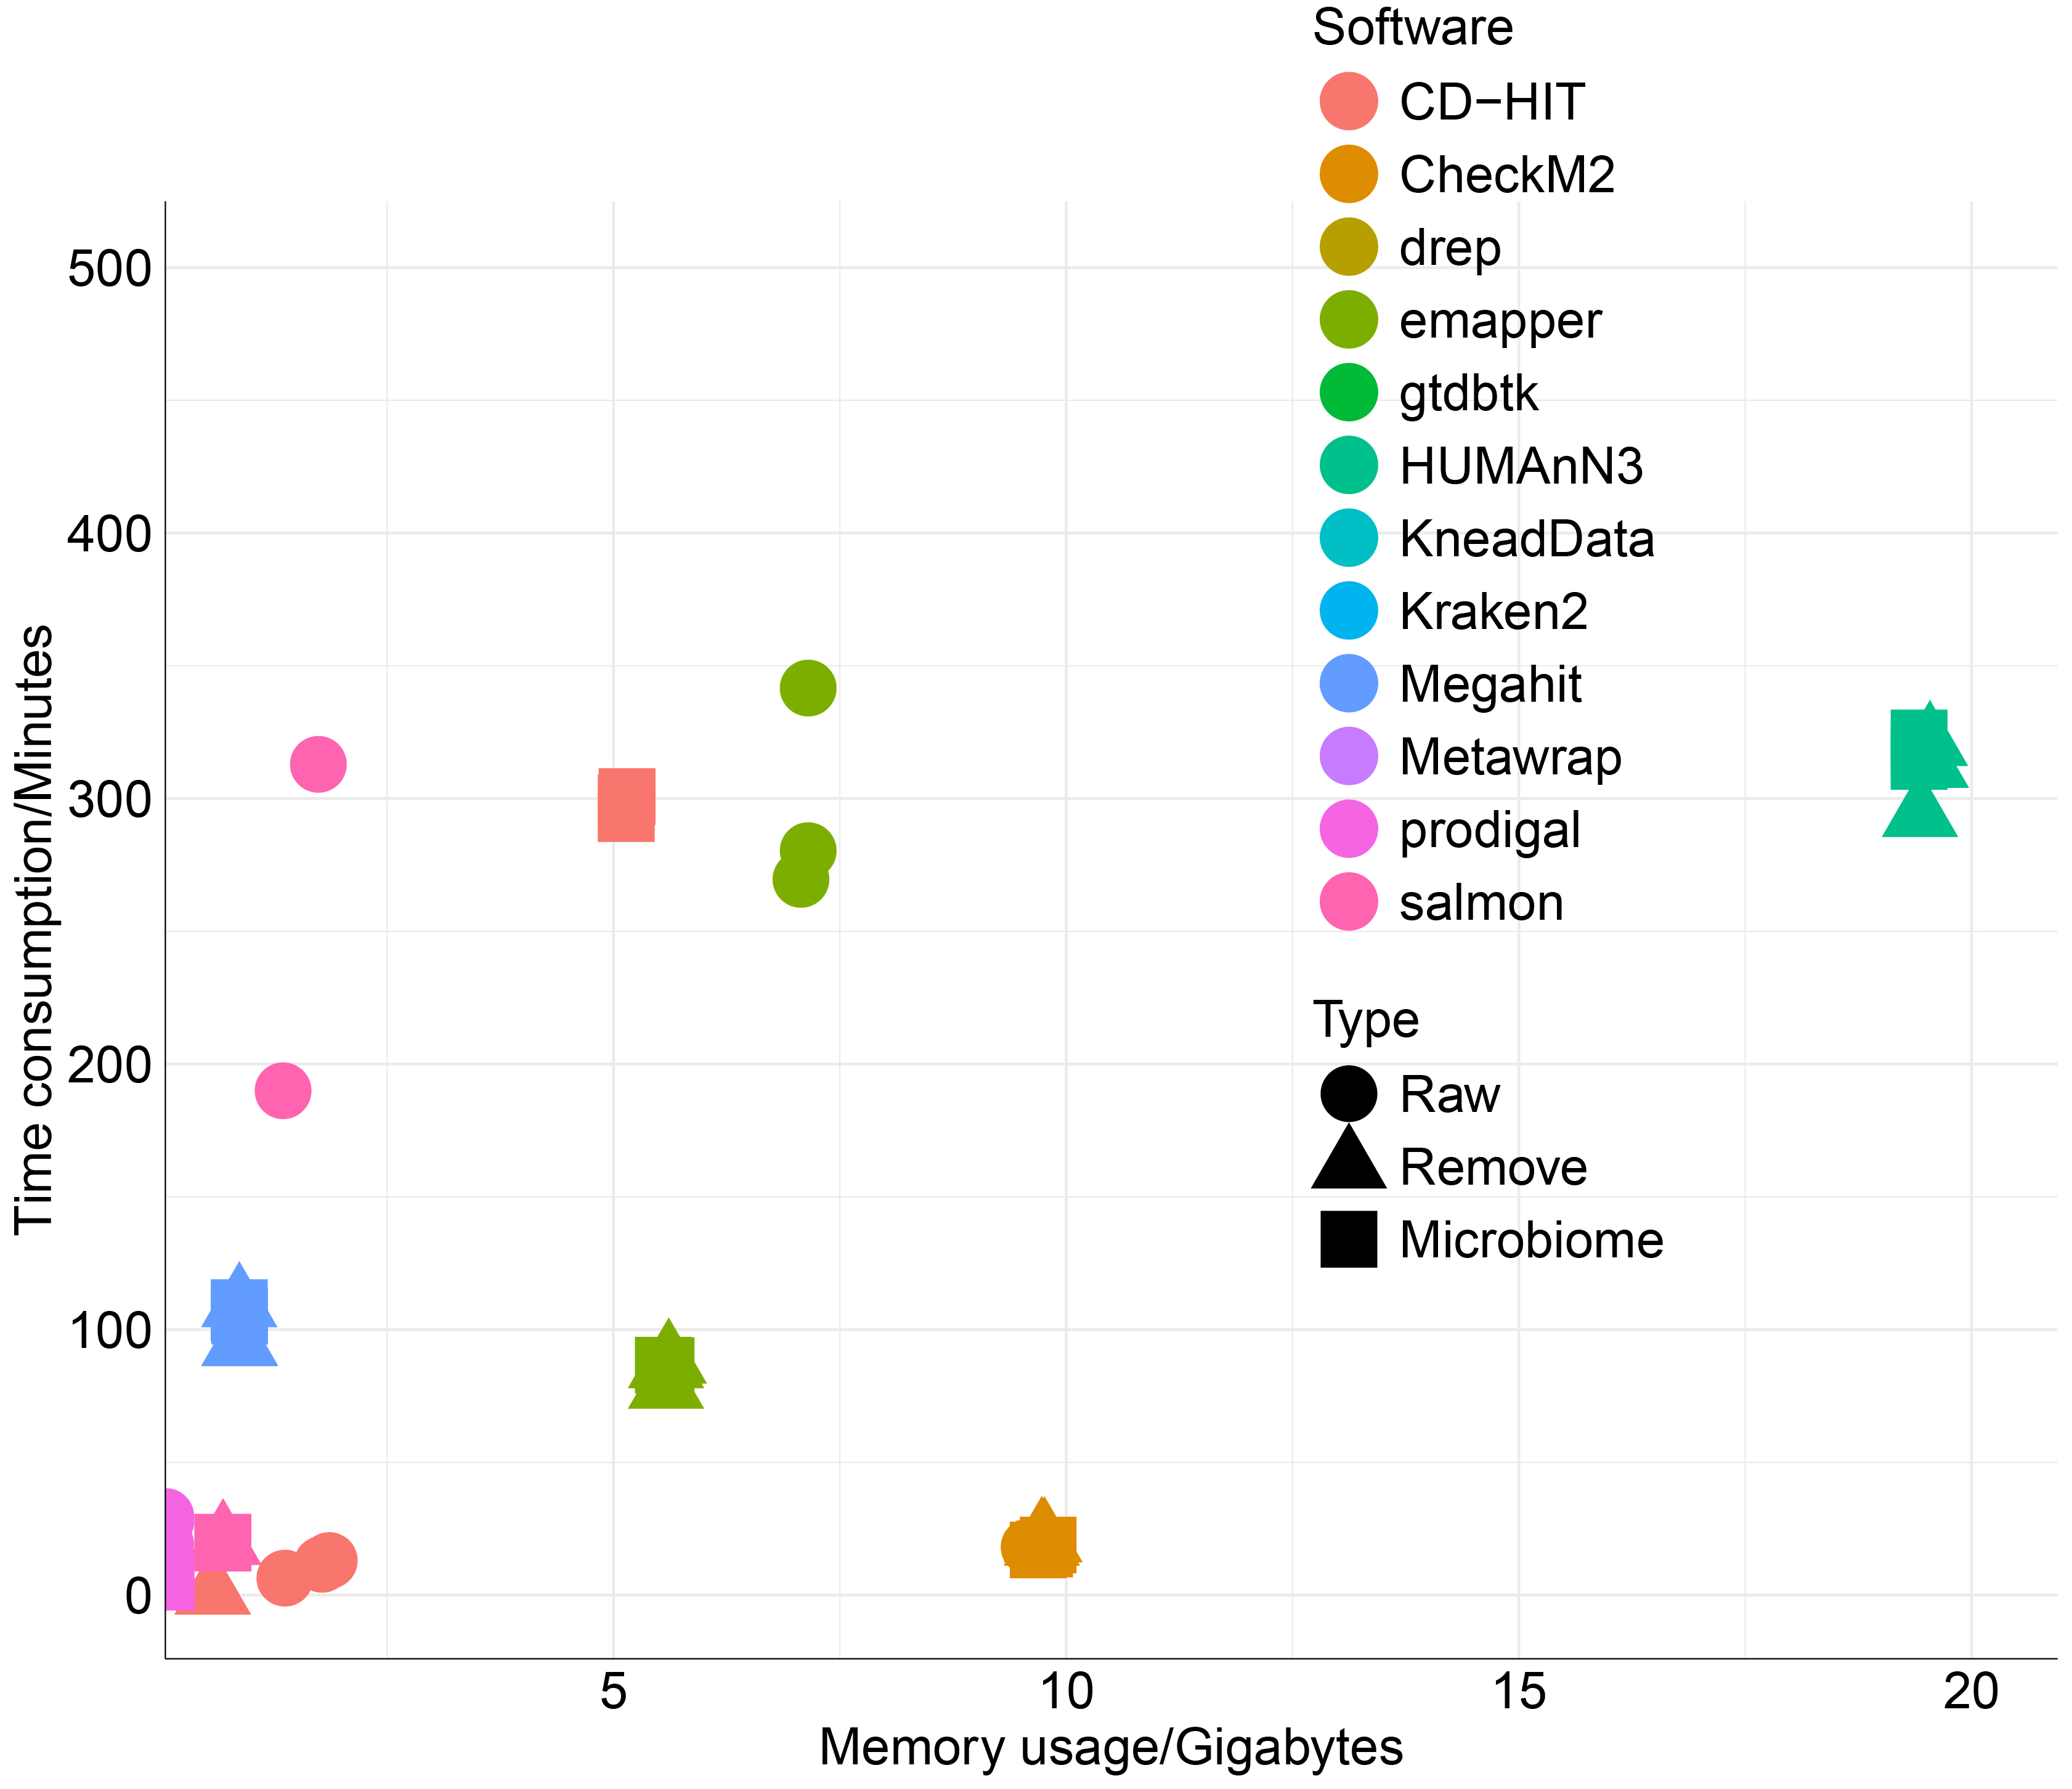 Software
CD−HIT
CheckM2
drep
emapper
gtdbtk
HUMAnN3
KneadData
Kraken2
Megahit
Metawrap
prodigal
salmon
Type
Raw
Remove
Microbiome
Time consumption/Minutes
500
400
300
200
100
0
5
10
15
20
Memory usage/Gigabytes